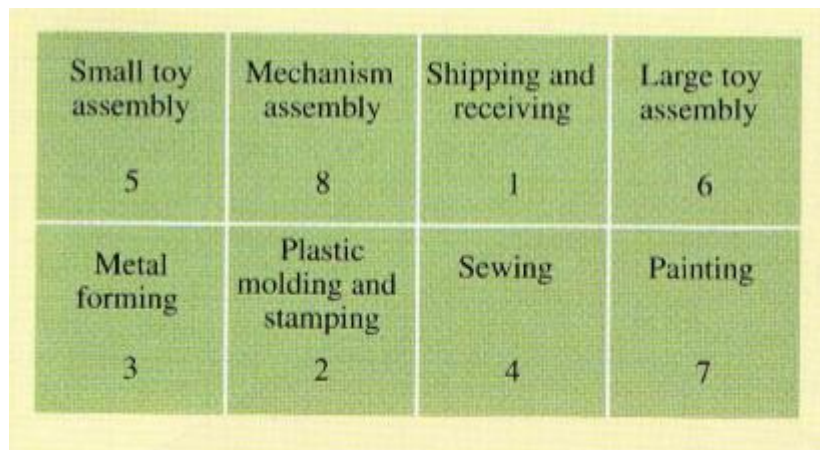 Small toy
assembly
5
Mechanism
assembly
8
Shipping and
receiving
1
Large toy
assembly
6
Metal
forming
3
Plastic
molding and
stamping
2
Sewing
4
Painting
7